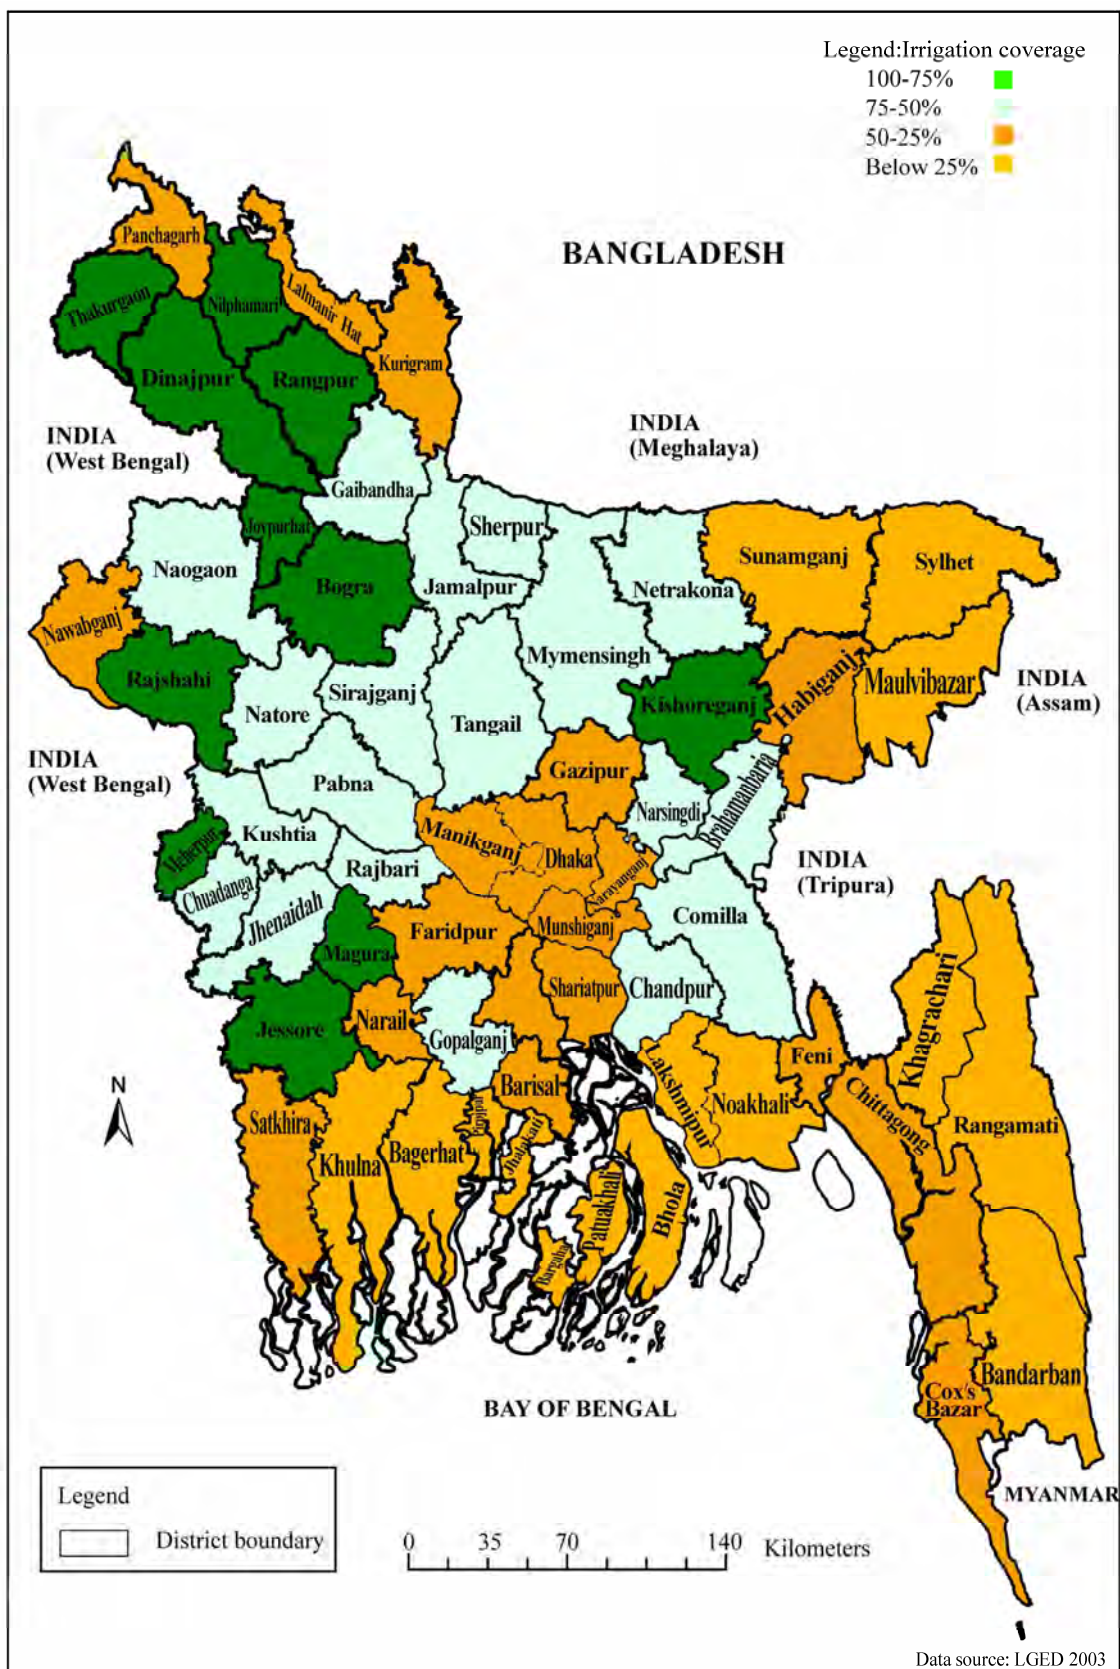 Legend:Irrigation coverage
100-75%
75-50%
50-25%
Below 25%
BANGLADESH
Panchagarh
Thakurgaon
Nilphamari
Lalmanir Hat
Kurigram
Dinajpur
Rangpur
INDIA
(West Bengal)
INDIA
(Meghalaya)
Gaibandha
Joypurhat
Sherpur
Naogaon
Bogra
Jamalpur
Netrakona
Sunamganj
Sylhet
Nawabganj
Rajshahi
Mymensingh
Sirajganj
Natore
Tangail
Kishoreganj
Habiganj
Maulvibazar
INDIA
(Assam)
INDIA
(West Bengal)
Pabna
Gazipur
Narsingdi
Brahamanbaria
Kushtia
Meherpur
Manikganj
Dhaka
Narayanganj
INDIA
(Tripura)
Rajbari
Chuadanga
Jhenaidah
Faridpur
Munshiganj
Comilla
Magura
Shariatpur
Chandpur
Jessore
Narail
Gopalganj
Khagrachari
Feni
Lakshmipur
Noakhali
Chittagong
Rangamati
N
Satkhira
Khulna
Bagerhat
Barisal
Jhalakati
Patuakhali
Bhola
Bargana
Bandarban
Cox's
Bazar
BAY OF BENGAL
MYANMAR
Legend
District boundary
0 35 70 140 Kilometers
Data source: LGED 2003